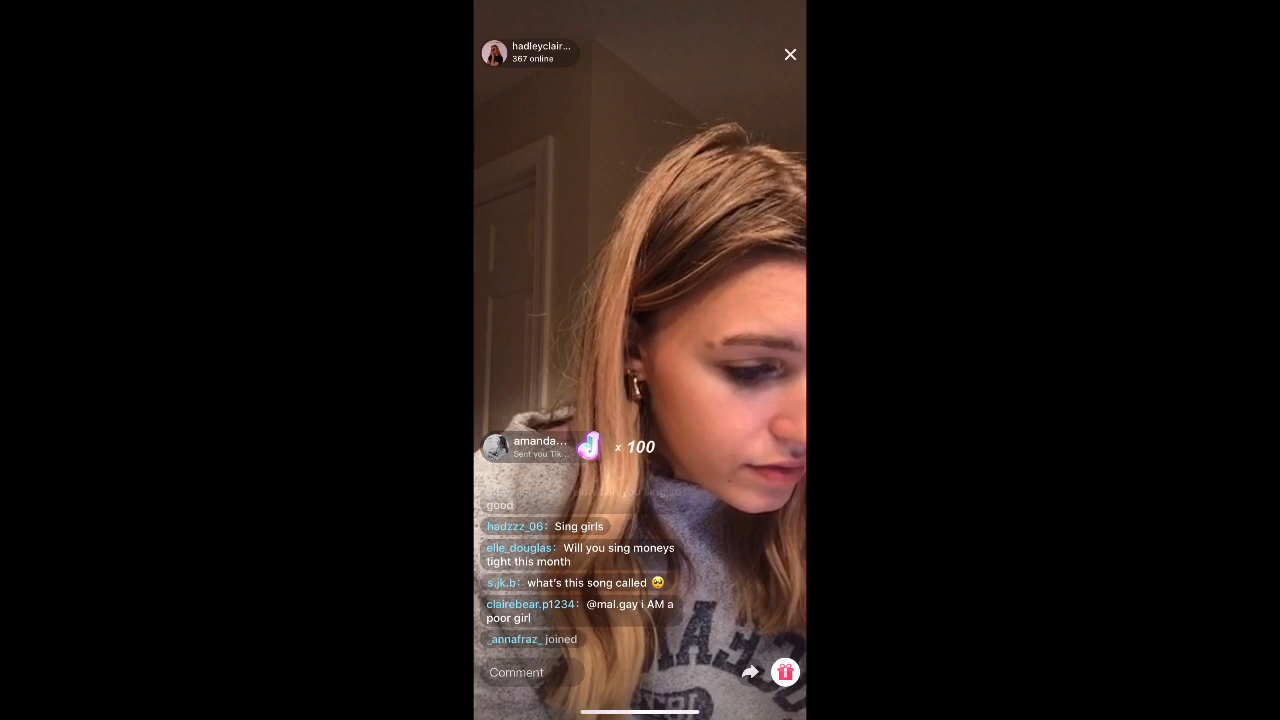 hadleyclair...
367 online
amanda...
Sent you Tik...
x 100
good
hadzzz_06: Sing girls
elle_douglas: Will you sing moneys
tight this month
s.jk.b: what's this song called 🥺
clairebear.p1234: @mal.gay i AM a
poor girl
_annafraz_ joined
Comment